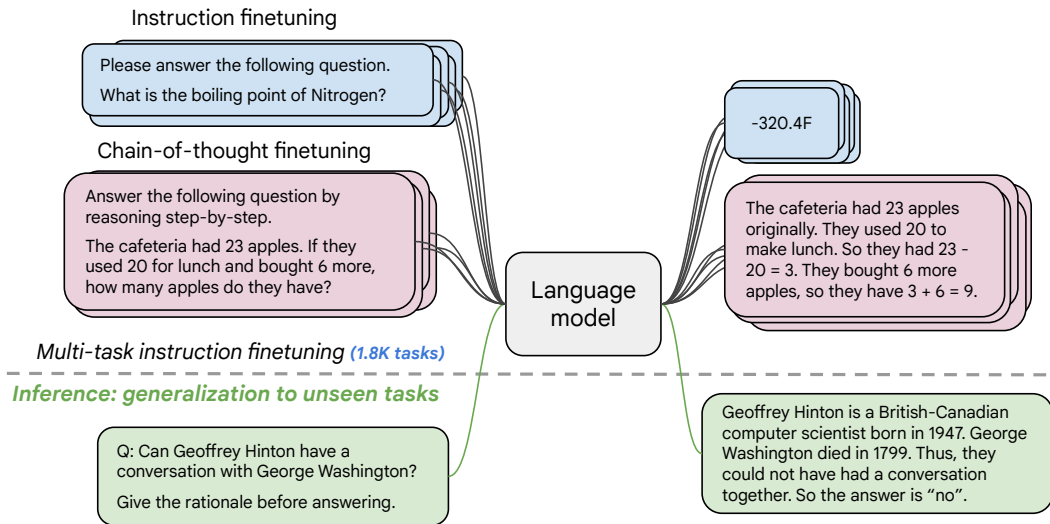 Instruction finetuning
Please answer the following question.
What is the boiling point of Nitrogen?
-320.4F
Chain-of-thought finetuning
Answer the following question by
reasoning step-by-step.
The cafeteria had 23 apples. If they
used 20 for lunch and bought 6 more,
how many apples do they have?
Language
model
The cafeteria had 23 apples
originally. They used 20 to
make lunch. So they had 23 -
20 = 3. They bought 6 more
apples, so they have 3 + 6 = 9.
Multi-task instruction finetuning (1.8K tasks)
Inference: generalization to unseen tasks
Q: Can Geoffrey Hinton have a
conversation with George Washington?
Give the rationale before answering.
Geoffrey Hinton is a British-Canadian
computer scientist born in 1947. George
Washington died in 1799. Thus, they
could not have had a conversation
together. So the answer is “no”.